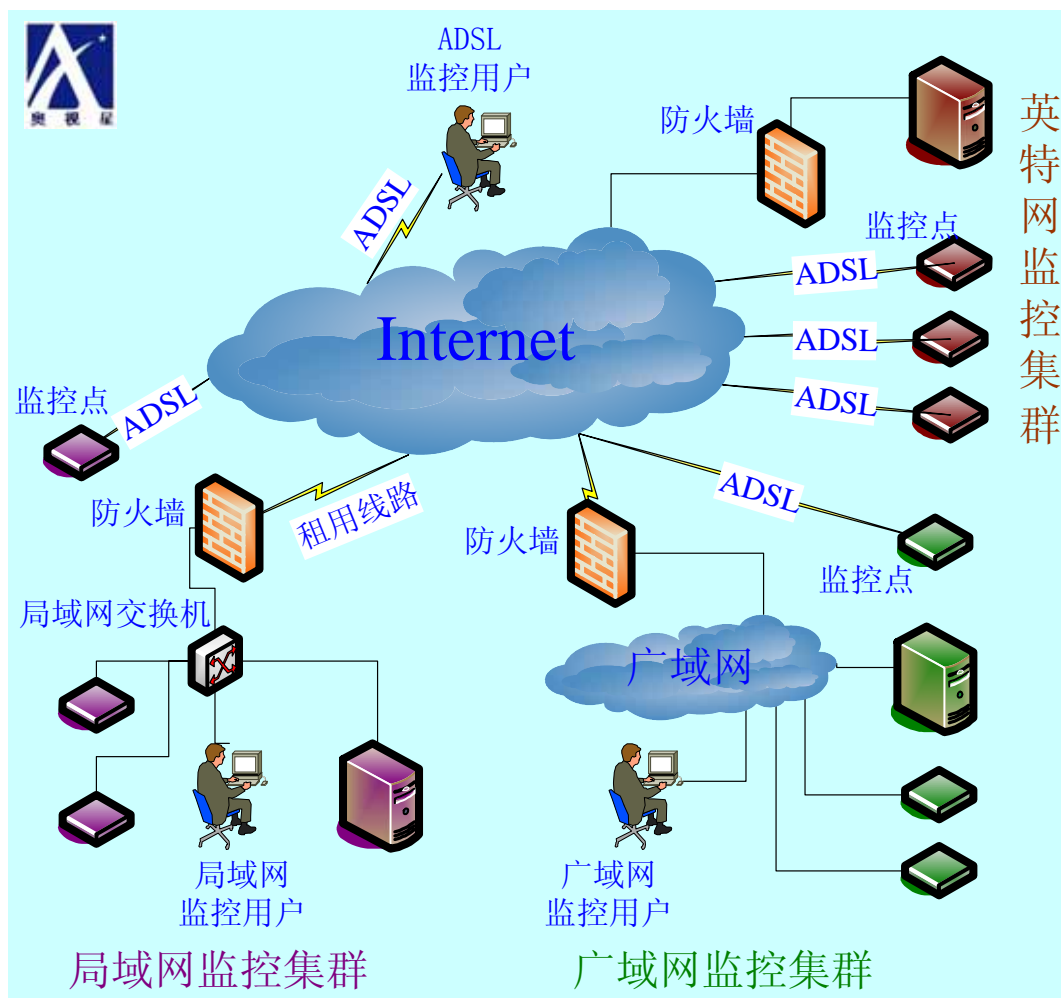 奥视星
ADSL
监控用户
防火墙
英特网监控集群
监控点
ADSL
ADSL
Internet
ADSL
ADSL
监控点
ADSL
防火墙
租用线路
防火墙
ADSL
监控点
局域网交换机
广域网
局域网
监控用户
广域网
监控用户
局域网监控集群
广域网监控集群